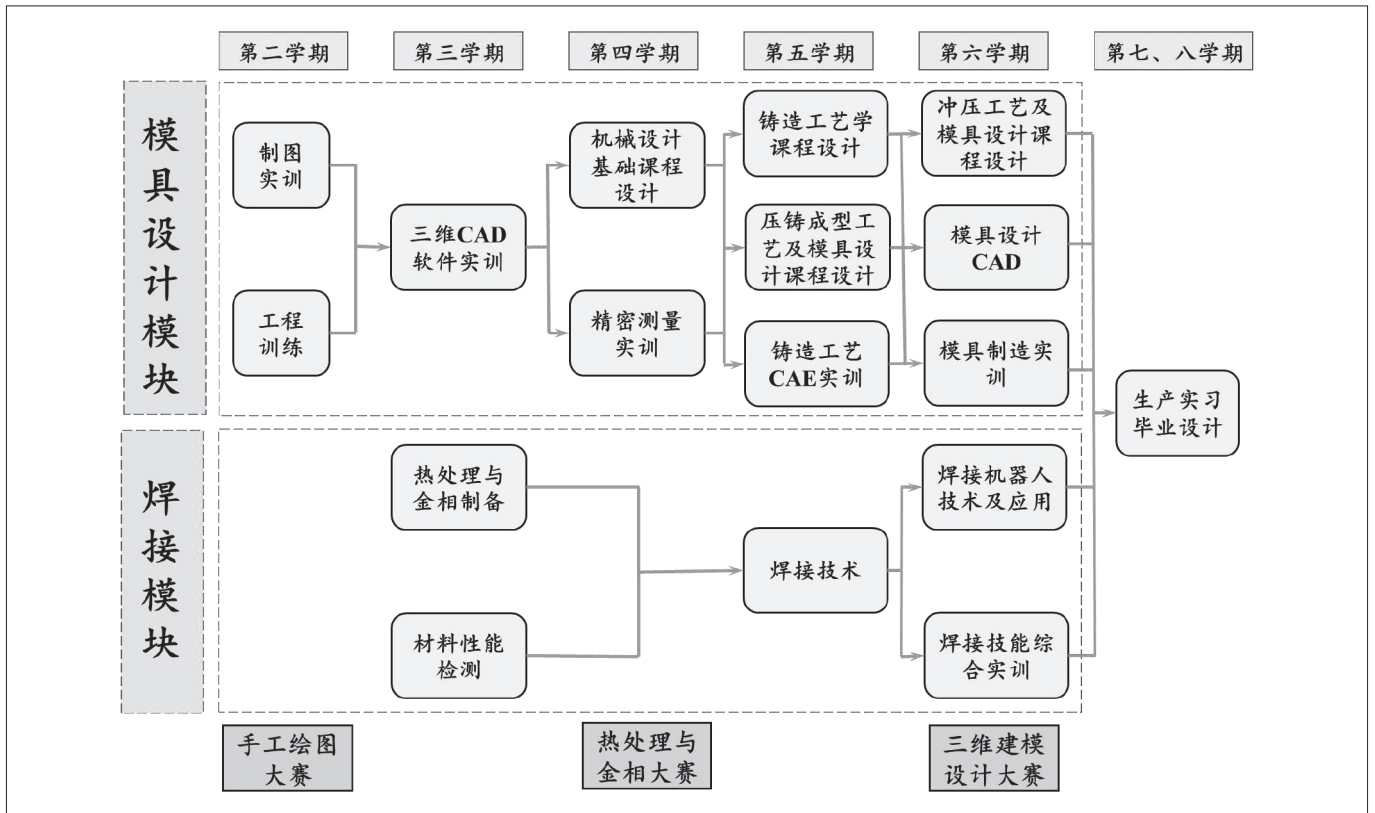 第二学期
第三学期
第四学期
第五学期
第六学期
第七、八学期
模具设计模块
制图
实训
工程
训练
三维CAD
软件实训
机械设计
基础课程
设计
精密测量
实训
铸造工艺学
课程设计
压铸成型工
艺及模具设
计课程设计
铸造工艺
CAE实训
冲压工艺及
模具设计课
程设计
模具设计
CAD
模具制造实
训
生产实习
毕业设计
焊接模块
热处理与
金相制备
材料性能
检测
焊接技术
焊接机器人
技术及应用
焊接技能综
合实训
手工绘图
大赛
热处理与
金相大赛
三维建模
设计大赛